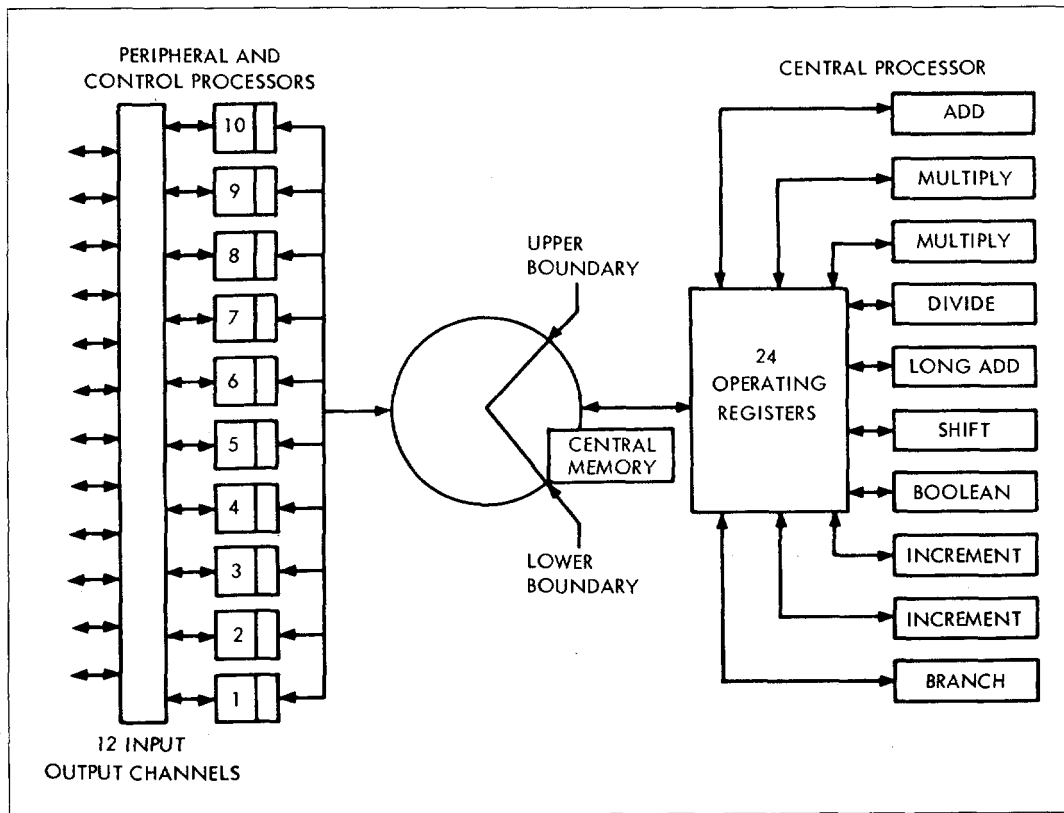 PERIPHERAL AND
CONTROL PROCESSORS
10
9
8
7
6
5
4
3
2
1
12 INPUT
OUTPUT CHANNELS
UPPER
BOUNDARY
CENTRAL
MEMORY
LOWER
BOUNDARY
24
OPERATING
REGISTERS
CENTRAL PROCESSOR
ADD
MULTIPLY
MULTIPLY
DIVIDE
LONG ADD
SHIFT
BOOLEAN
INCREMENT
INCREMENT
BRANCH